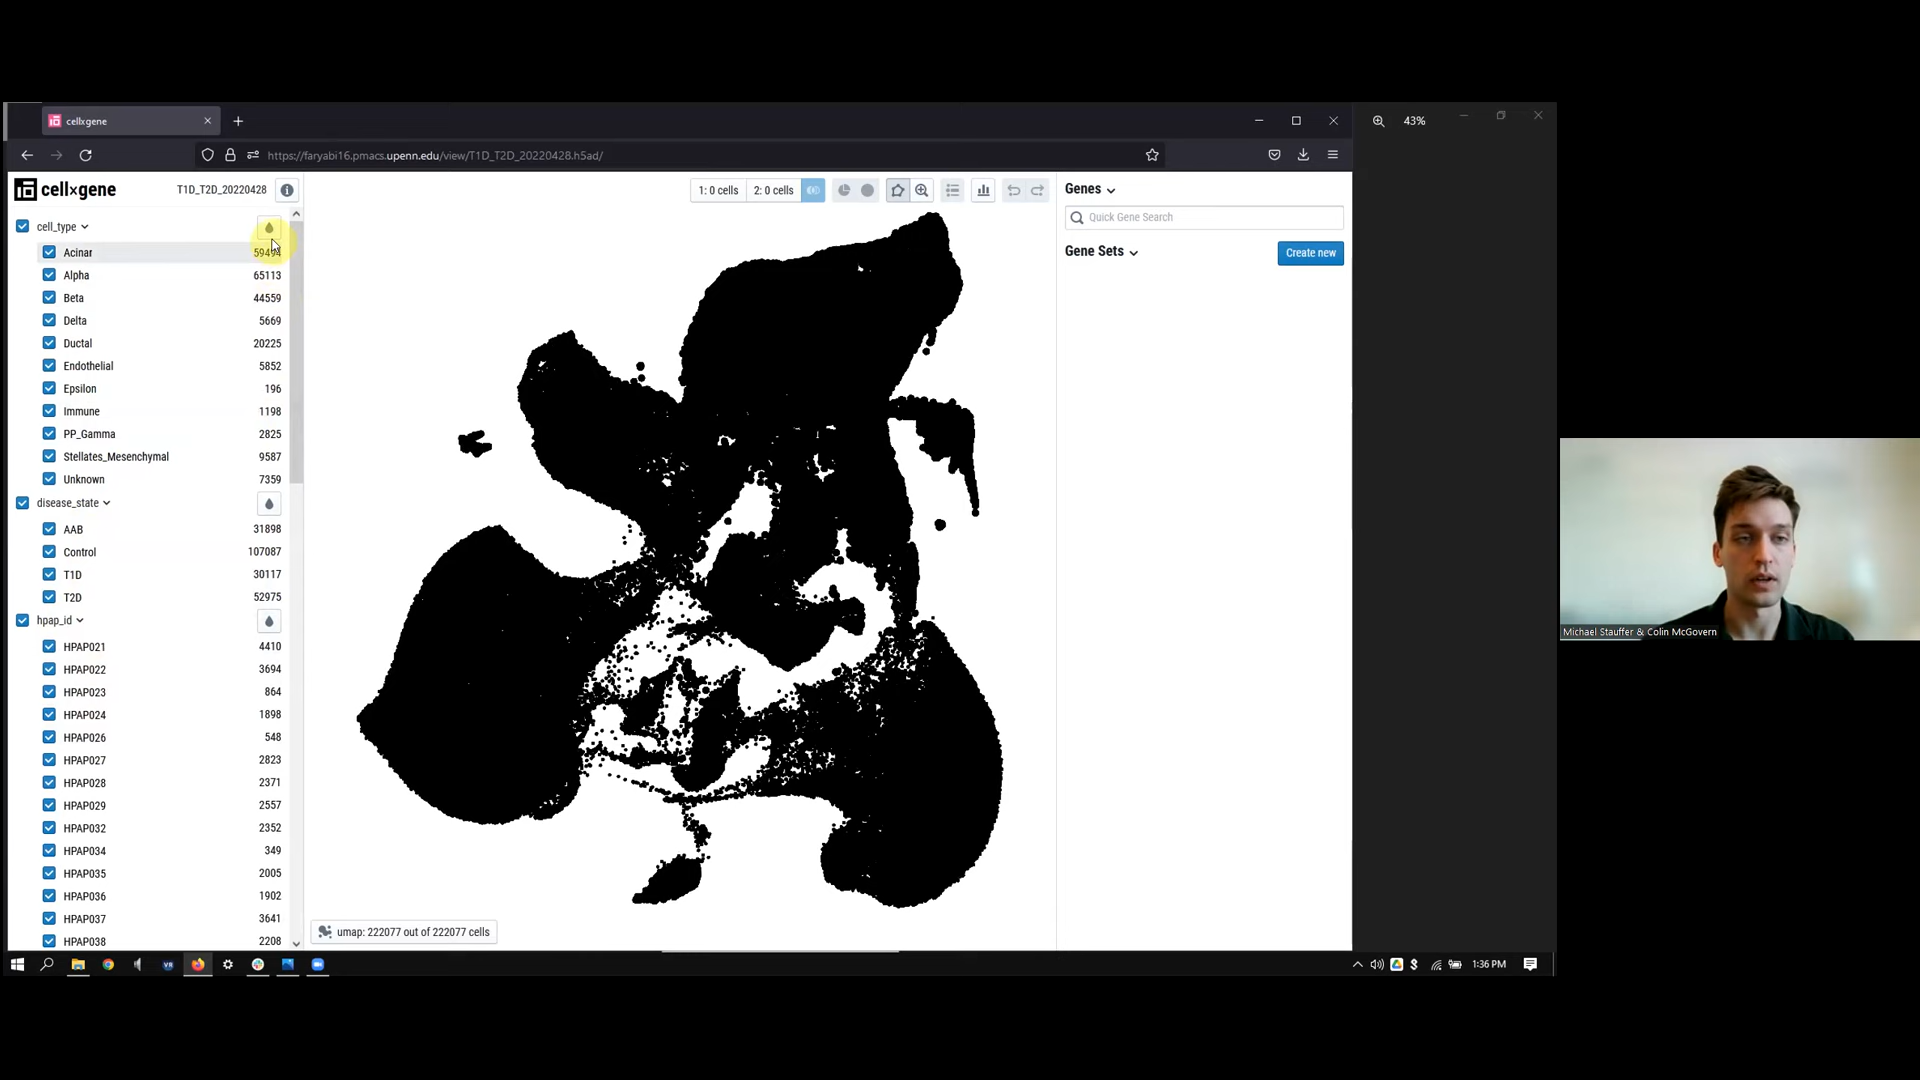 cellxgene
43%
https://faryabi16.pmacs.upenn.edu/view/T1D_T2D_20220428.h5ad/
cellxgene
T1D_T2D_20220428
1: 0 cells
2: 0 cells
Genes
Quick Gene Search
Gene Sets
Create new
cell_type
Acinar 59494
Alpha 65113
Beta 44559
Delta 5669
Ductal 20225
Endothelial 5852
Epsilon 196
Immune 1198
PP_Gamma 2825
Stellates_Mesenchymal 9587
Unknown 7359
disease_state
AAB 31898
Control 107087
T1D 30117
T2D 52975
hpap_id
HPAP021 4410
HPAP022 3694
HPAP023 864
HPAP024 1898
HPAP026 548
HPAP027 2823
HPAP028 2371
HPAP029 2557
HPAP032 2352
HPAP034 349
HPAP035 2005
HPAP036 1902
HPAP037 3641
HPAP038 2208
umap: 222077 out of 222077 cells
Michael Stauffer & Colin McGovern
VR
1:36 PM